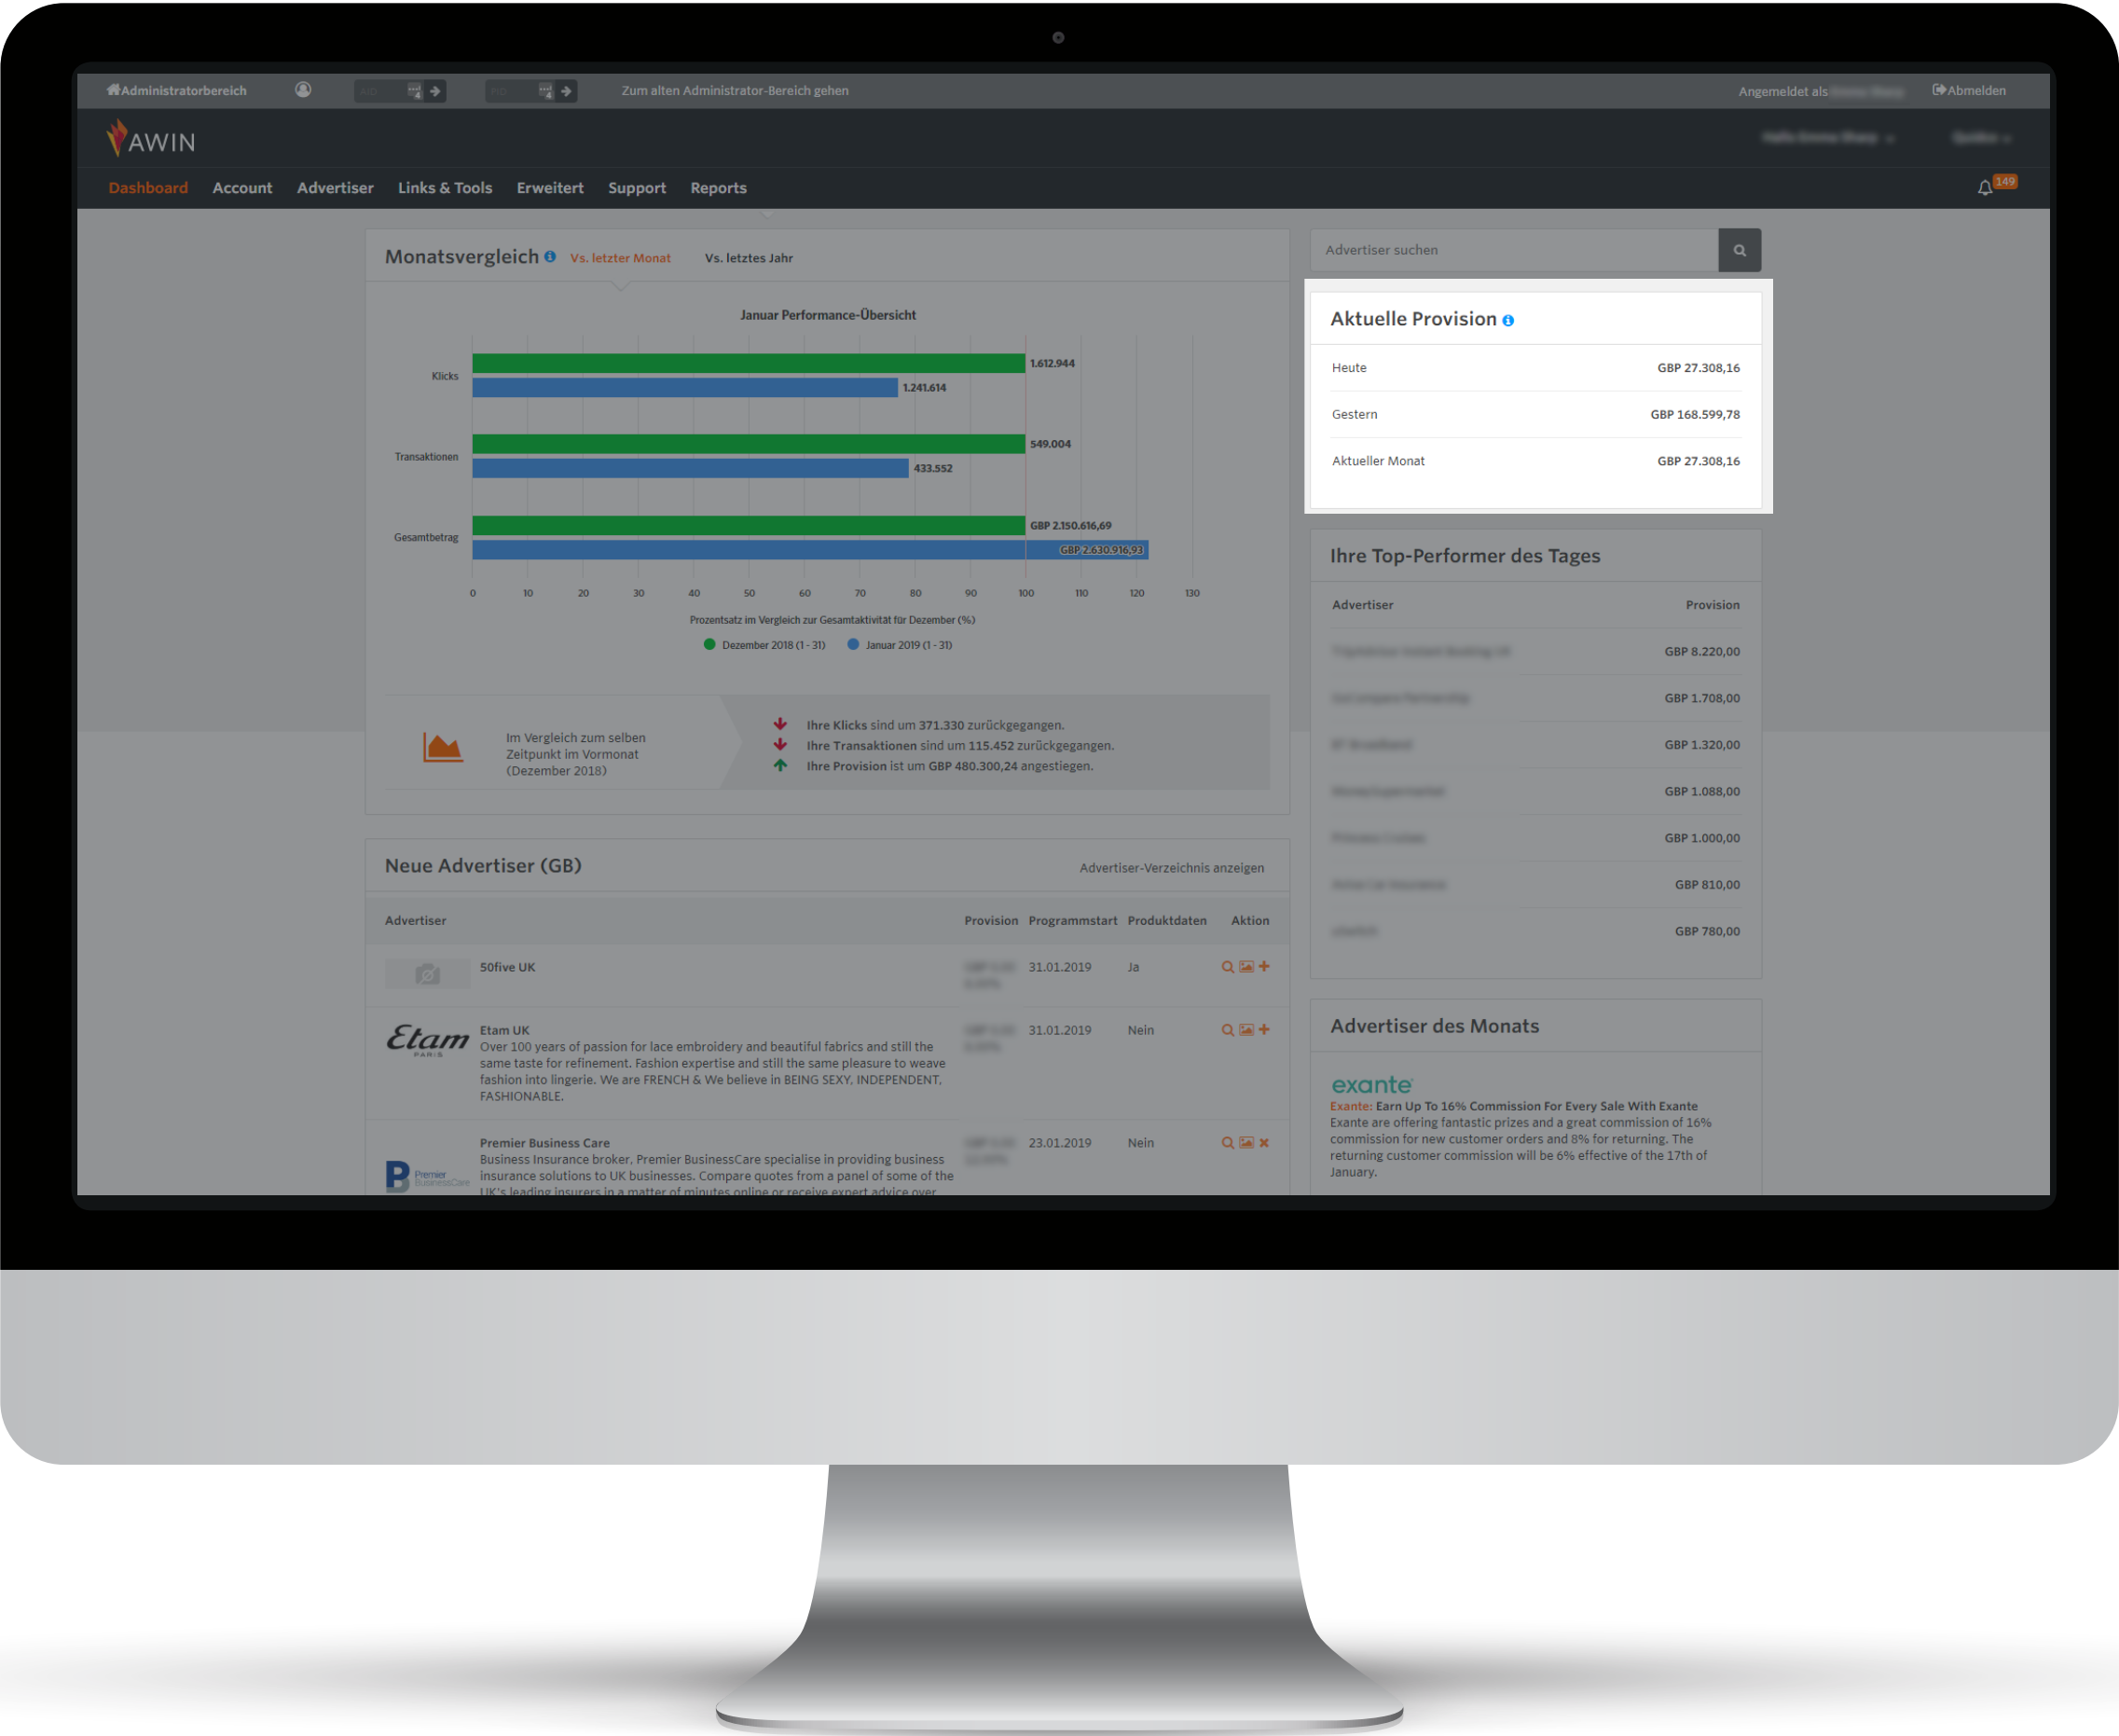 Administratorbereich
AID
PID
Zum alten Administrator-Bereich gehen
Angemeldet als
Abmelden
AWIN
Dashboard Account Advertiser Links & Tools Erweitert Support Reports
149
Monatsvergleich Vs. letzter Monat Vs. letztes Jahr
Januar Performance-Übersicht
Klicks
1.612.944
1.241.614
Transaktionen
549.004
433.552
Gesamtbetrag
GBP 2.150.616,69
GBP 2.630.916,93
0 10 20 30 40 50 60 70 80 90 100 110 120 130
Prozentsatz im Vergleich zur Gesamtaktivität für Dezember (%)
Dezember 2018 (1 - 31) Januar 2019 (1 - 31)
Im Vergleich zum selben
Zeitpunkt im Vormonat
(Dezember 2018)
Ihre Klicks sind um 371.330 zurückgegangen.
Ihre Transaktionen sind um 115.452 zurückgegangen.
Ihre Provision ist um GBP 480.300,24 angestiegen.
Neue Advertiser (GB)
Advertiser-Verzeichnis anzeigen
Advertiser Provision Programmstart Produktdaten Aktion
50five UK 31.01.2019 Ja
Etam
PARIS
Etam UK 31.01.2019 Nein
Over 100 years of passion for lace embroidery and beautiful fabrics and still the
same taste for refinement. Fashion expertise and still the same pleasure to weave
fashion into lingerie. We are FRENCH & We believe in BEING SEXY, INDEPENDENT,
FASHIONABLE.
Premier
BusinessCare
Premier Business Care 23.01.2019 Nein
Business Insurance broker, Premier BusinessCare specialise in providing business
insurance solutions to UK businesses. Compare quotes from a panel of some of the
UK's leading insurers in a matter of minutes online or receive expert advice over
Advertiser suchen
Aktuelle Provision
Heute GBP 27.308,16
Gestern GBP 168.599,78
Aktueller Monat GBP 27.308,16
Ihre Top-Performer des Tages
Advertiser Provision
GBP 8.220,00
GBP 1.708,00
GBP 1.320,00
GBP 1.088,00
GBP 1.000,00
GBP 810,00
GBP 780,00
Advertiser des Monats
exante
Exante: Earn Up To 16% Commission For Every Sale With Exante
Exante are offering fantastic prizes and a great commission of 16%
commission for new customer orders and 8% for returning. The
returning customer commission will be 6% effective of the 17th of
January.